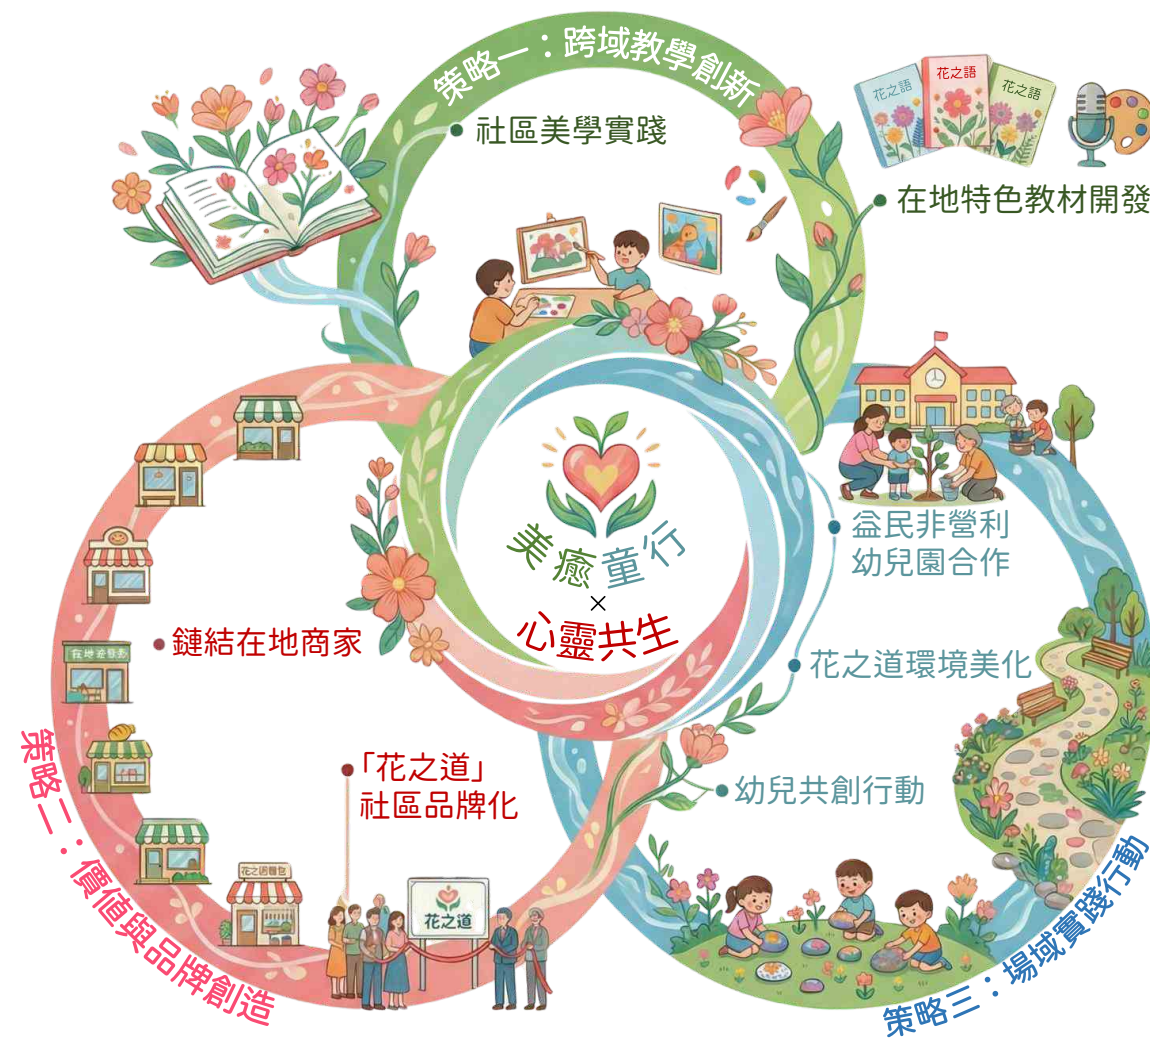 策略一：跨域教學創新
社區美學實踐
花之語
花之語
花之語
在地特色教材開發
美癒童行
×
心靈共生
益民非營利
幼兒園合作
花之道環境美化
幼兒共創行動
策略三：場域實踐行動
鏈結在地商家
「花之道」
社區品牌化
花之道
策略二：價值與品牌創造